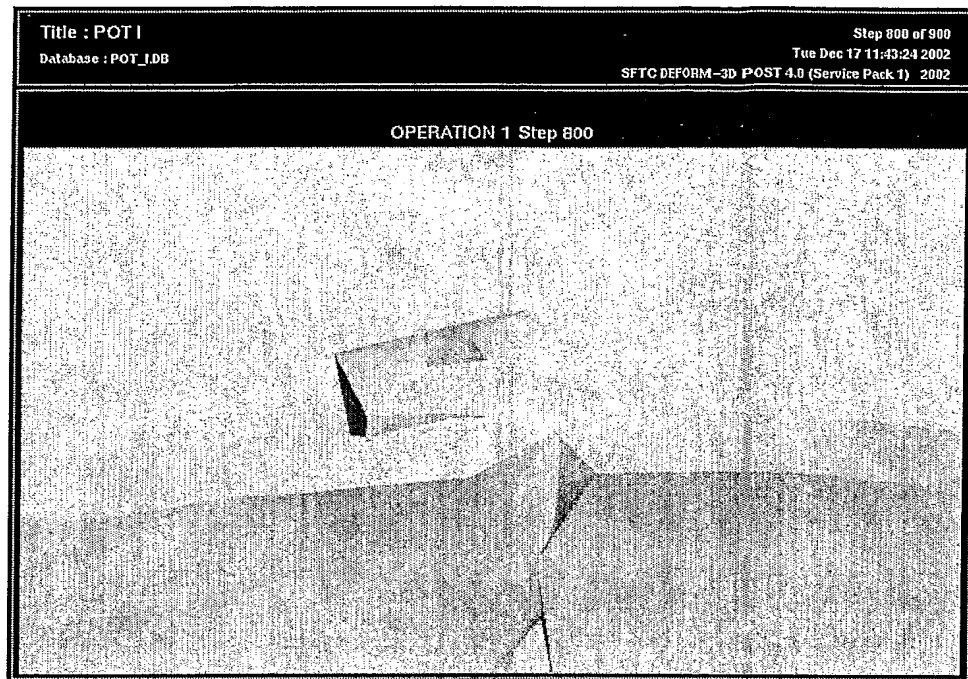 Title : POT I
Database : POT_I.DB
Step 800 of 900
Tue Dec 17 11:43:24 2002
SFTC DEFORM-3D POST 4.0 (Service Pack 1) 2002
OPERATION 1 Step 800